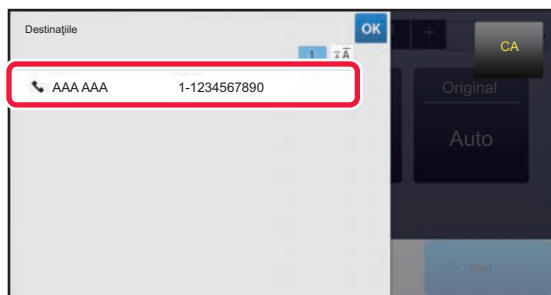 Destinaţiile
OK
CA
1
AAA AAA 1-1234567890
Original
Auto
Start